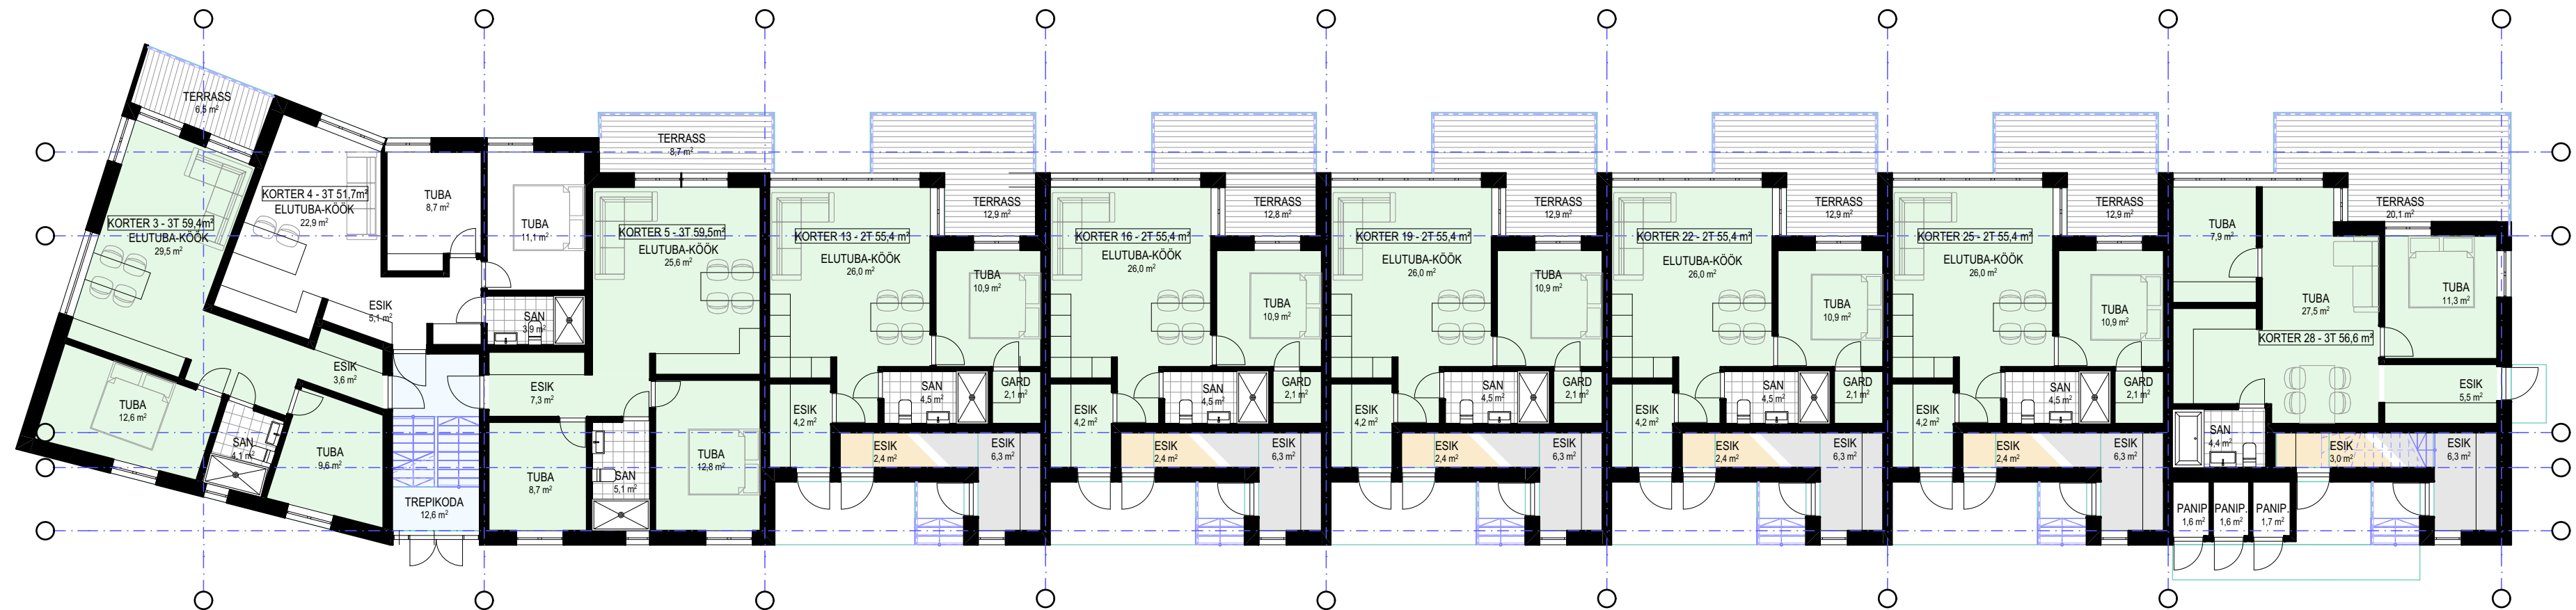 TERRASS
6,5 m²
KORTER 3 - 3T 59,4m²
ELUTUBA-KÖÖK
29,5 m²
TUBA
12,6 m²
SAN
4,1 m²
TUBA
9,6 m²
ESIK
3,6 m²
KORTER 4 - 3T 51,7m²
ELUTUBA-KÖÖK
22,9 m²
TUBA
8,7 m²
TUBA
11,1 m²
ESIK
5,1 m²
SAN
3,9 m²
TREPIKODA
12,6 m²
TERRASS
8,7 m²
KORTER 5 - 3T 59,5m²
ELUTUBA-KÖÖK
25,6 m²
ESIK
7,3 m²
TUBA
8,7 m²
SAN
5,1 m²
TUBA
12,8 m²
TERRASS
12,9 m²
KORTER 13 - 2T 55,4 m²
ELUTUBA-KÖÖK
26,0 m²
TUBA
10,9 m²
SAN
4,5 m²
GARD
2,1 m²
ESIK
4,2 m²
ESIK
2,4 m²
ESIK
6,3 m²
TERRASS
12,8 m²
KORTER 16 - 2T 55,4 m²
ELUTUBA-KÖÖK
26,0 m²
TUBA
10,9 m²
SAN
4,5 m²
GARD
2,1 m²
ESIK
4,2 m²
ESIK
2,4 m²
ESIK
6,3 m²
TERRASS
12,9 m²
KORTER 19 - 2T 55,4 m²
ELUTUBA-KÖÖK
26,0 m²
TUBA
10,9 m²
SAN
4,5 m²
GARD
2,1 m²
ESIK
4,2 m²
ESIK
2,4 m²
ESIK
6,3 m²
TERRASS
12,9 m²
KORTER 22 - 2T 55,4 m²
ELUTUBA-KÖÖK
26,0 m²
TUBA
10,9 m²
SAN
4,5 m²
GARD
2,1 m²
ESIK
4,2 m²
ESIK
2,4 m²
ESIK
6,3 m²
TERRASS
12,9 m²
KORTER 25 - 2T 55,4 m²
ELUTUBA-KÖÖK
26,0 m²
TUBA
10,9 m²
SAN
4,5 m²
GARD
2,1 m²
ESIK
4,2 m²
ESIK
2,4 m²
ESIK
6,3 m²
TERRASS
20,1 m²
TUBA
7,9 m²
TUBA
27,5 m²
KORTER 28 - 3T 56,6 m²
TUBA
11,3 m²
ESIK
5,5 m²
SAN
4,4 m²
ESIK
3,0 m²
ESIK
6,3 m²
PANIP.
1,6 m²
PANIP.
1,6 m²
PANIP.
1,7 m²